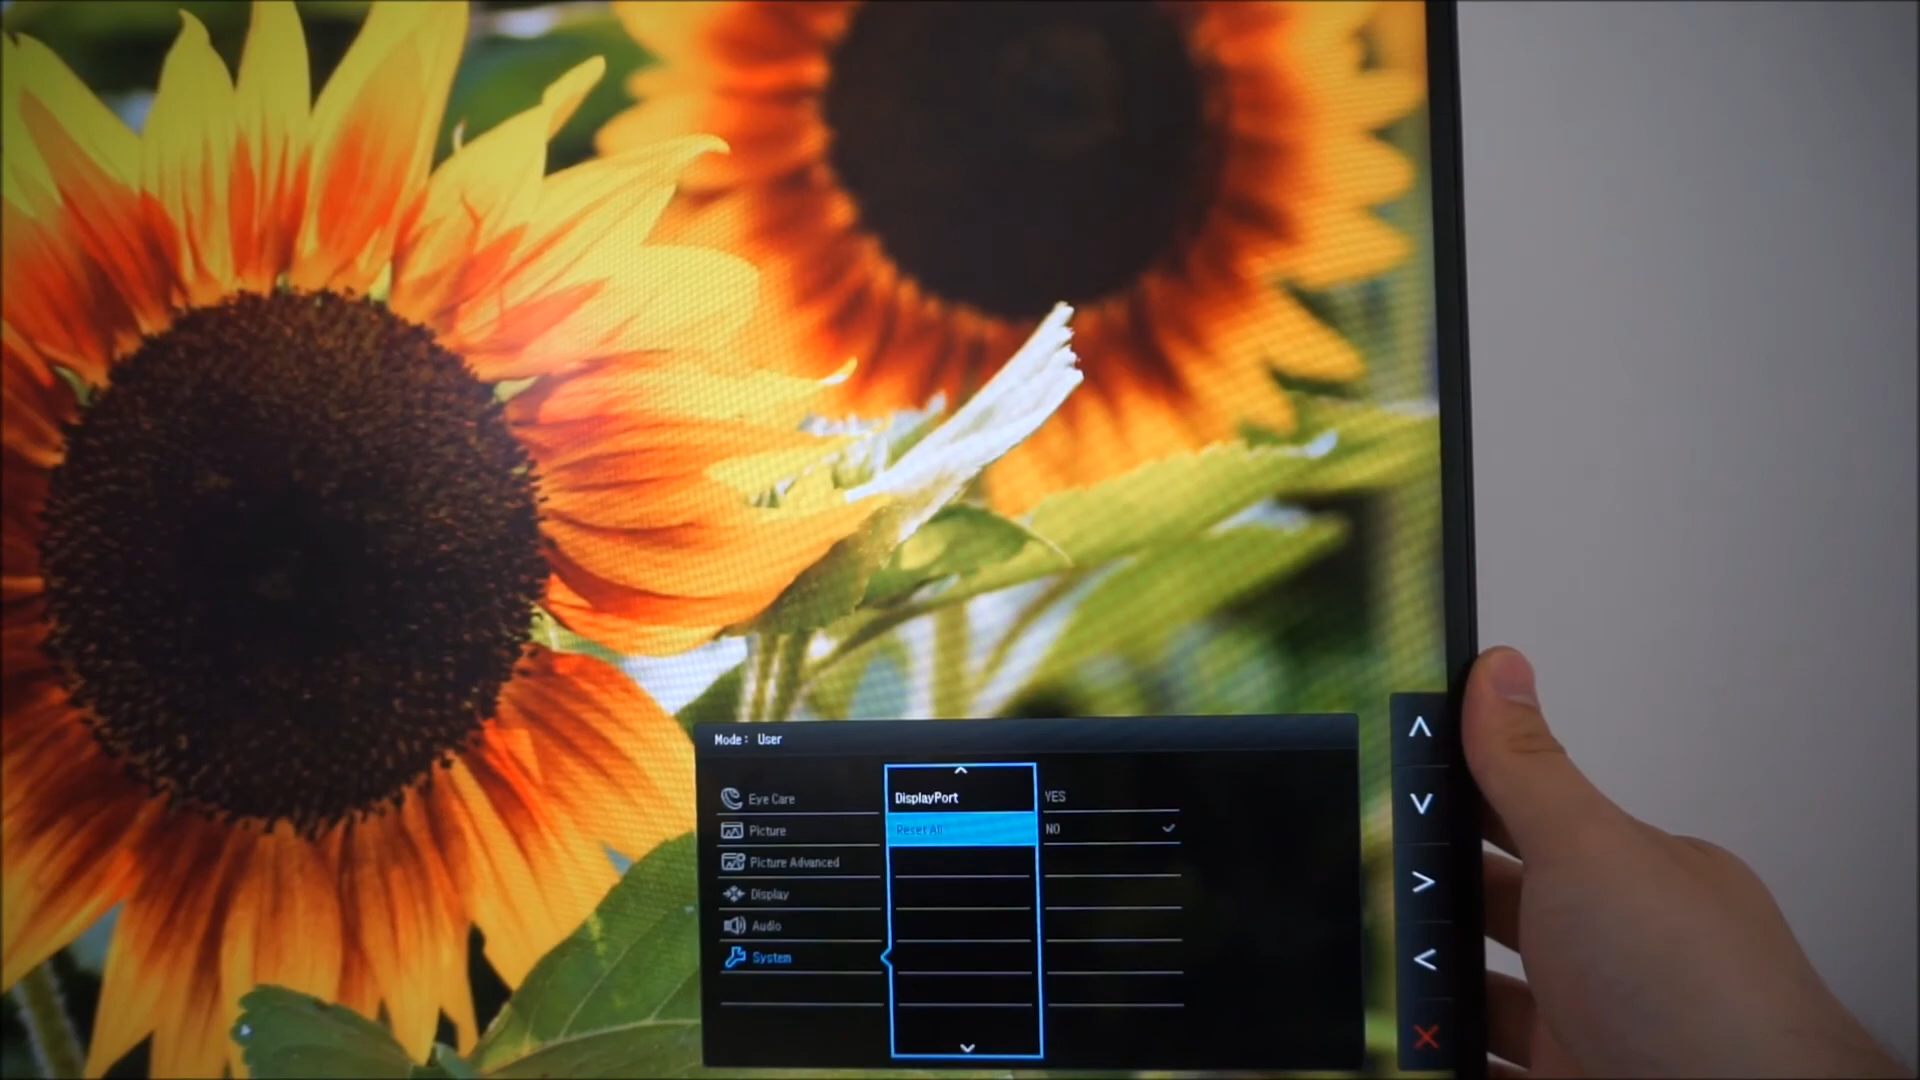 Mode: User
Eye Care
Picture
Picture Advanced
Display
Audio
System
DisplayPort
Reset All
YES
NO